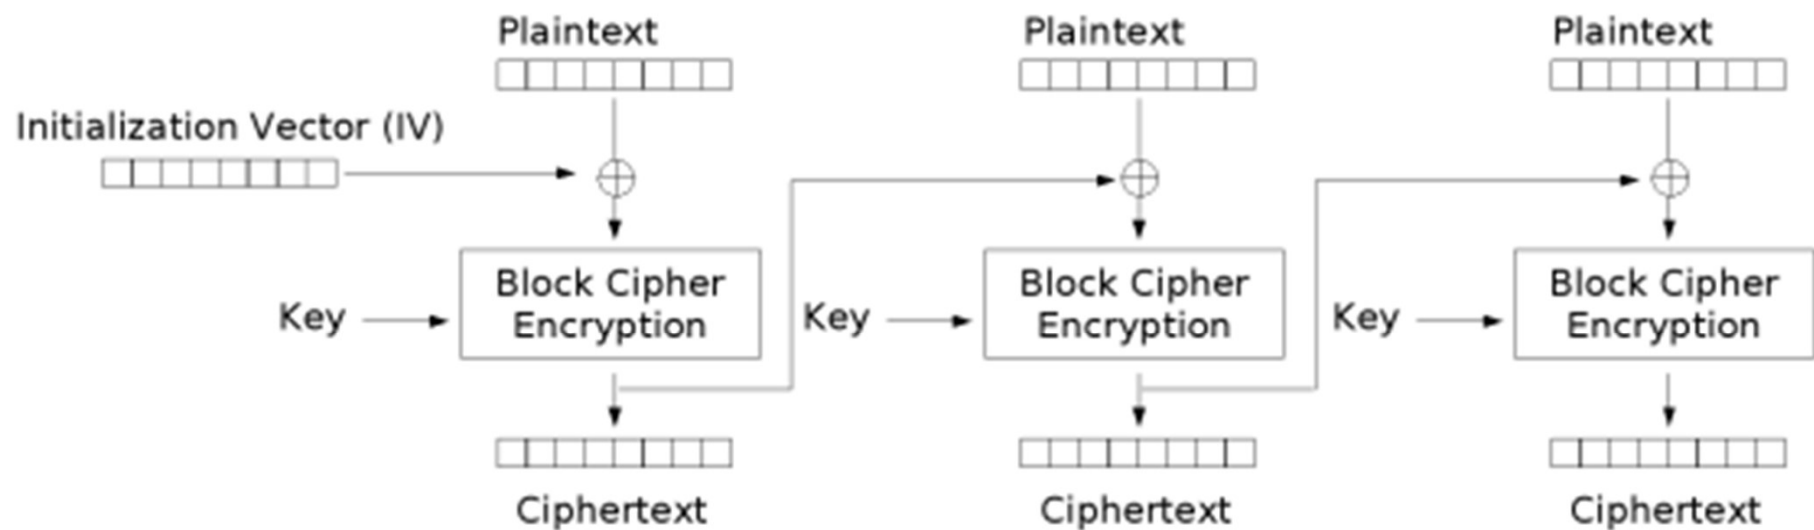 Plaintext
Plaintext
Plaintext
Initialization Vector (IV)
Key
Block Cipher
Encryption
Key
Block Cipher
Encryption
Key
Block Cipher
Encryption
Ciphertext
Ciphertext
Ciphertext